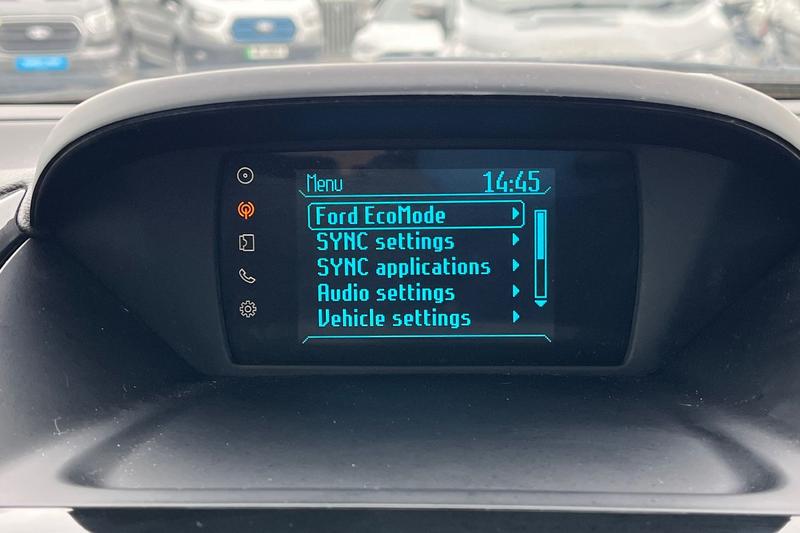 Menu 14:45
Ford EcoMode
SYNC settings
SYNC applications
Audio settings
Vehicle settings